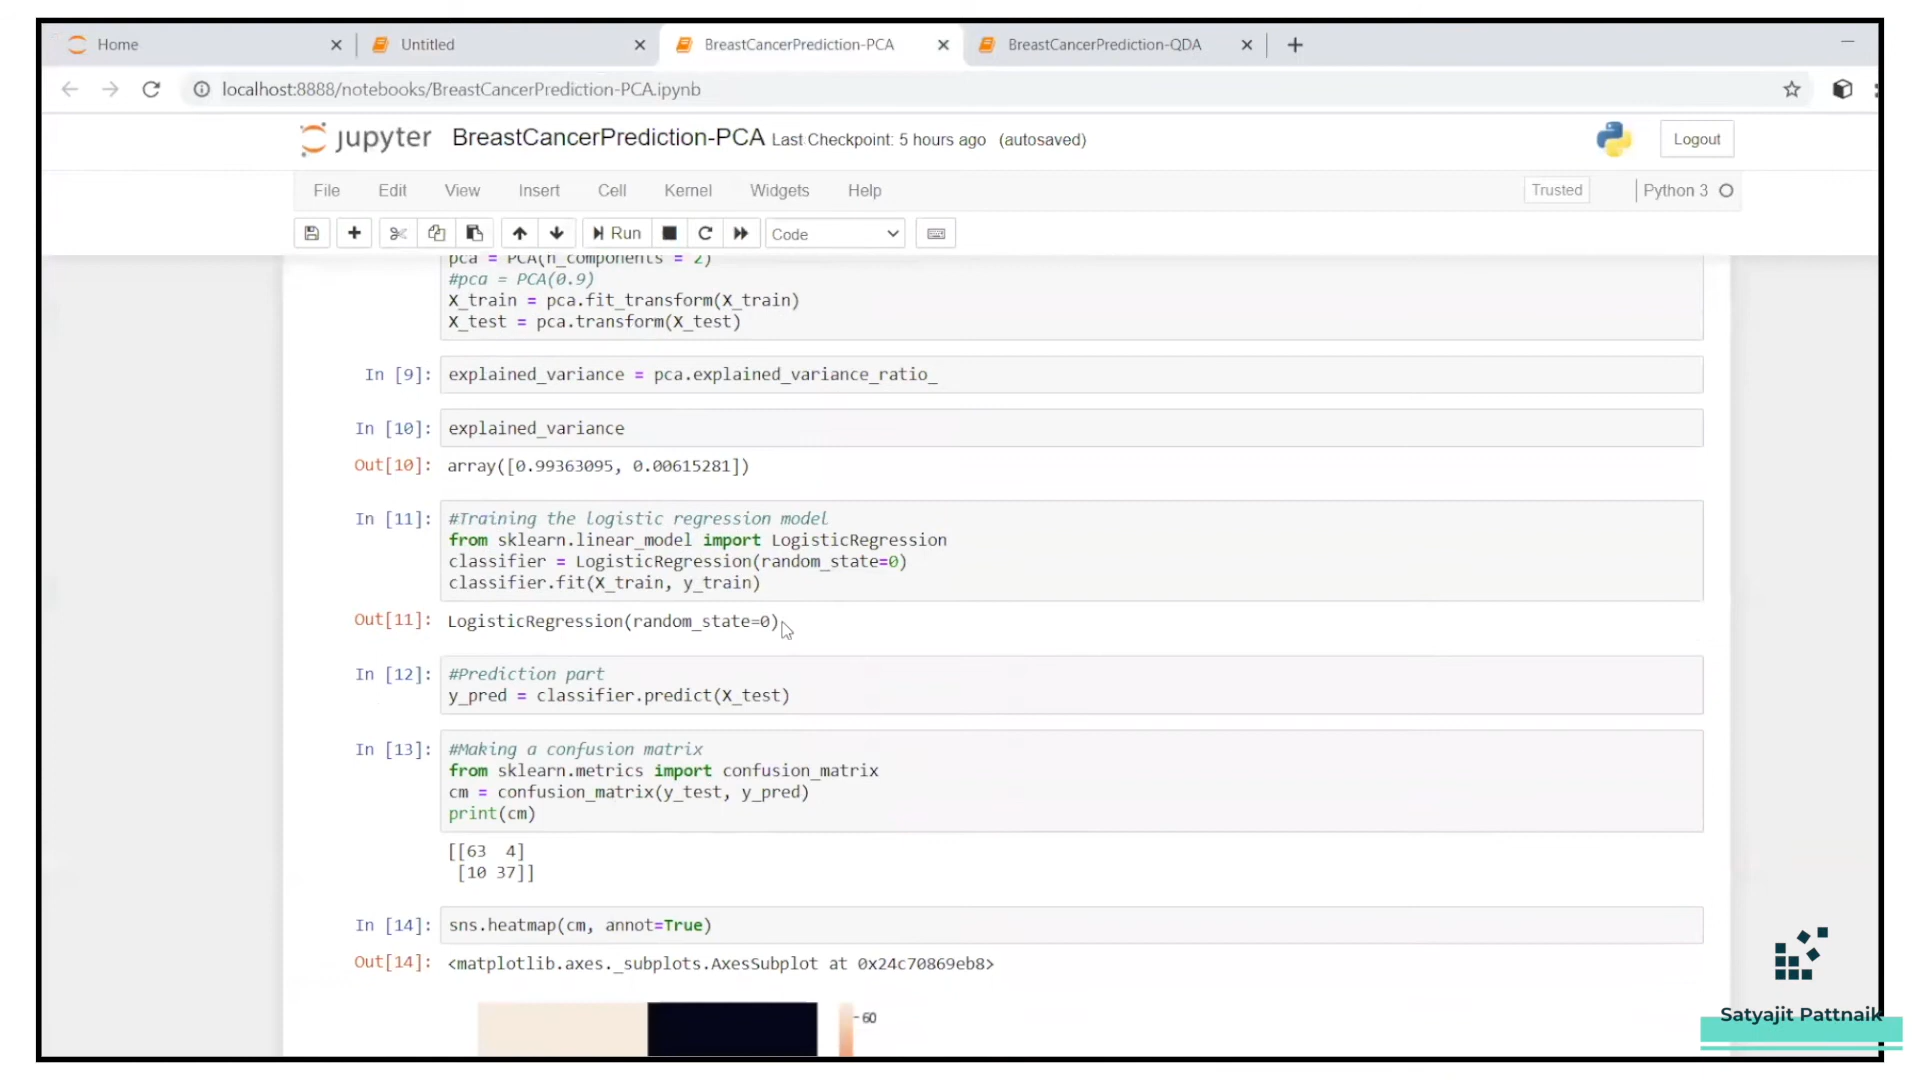 Home
Untitled
BreastCancerPrediction-PCA
BreastCancerPrediction-QDA
localhost:8888/notebooks/BreastCancerPrediction-PCA.ipynb
jupyter BreastCancerPrediction-PCA Last Checkpoint: 5 hours ago (autosaved)
Logout
File Edit View Insert Cell Kernel Widgets Help
Trusted
Python 3
Run
Code
pca = PCA(n_components = 2)
#pca = PCA(0.9)
X_train = pca.fit_transform(X_train)
X_test = pca.transform(X_test)
In [9]: explained_variance = pca.explained_variance_ratio_
In [10]: explained_variance
Out[10]: array([0.99363095, 0.00615281])
In [11]: #Training the logistic regression model
from sklearn.linear_model import LogisticRegression
classifier = LogisticRegression(random_state=0)
classifier.fit(X_train, y_train)
Out[11]: LogisticRegression(random_state=0)
In [12]: #Prediction part
y_pred = classifier.predict(X_test)
In [13]: #Making a confusion matrix
from sklearn.metrics import confusion_matrix
cm = confusion_matrix(y_test, y_pred)
print(cm)
[[63 4]
[10 37]]
In [14]: sns.heatmap(cm, annot=True)
Out[14]: <matplotlib.axes._subplots.AxesSubplot at 0x24c70869eb8>
60
Satyajit Pattnaik